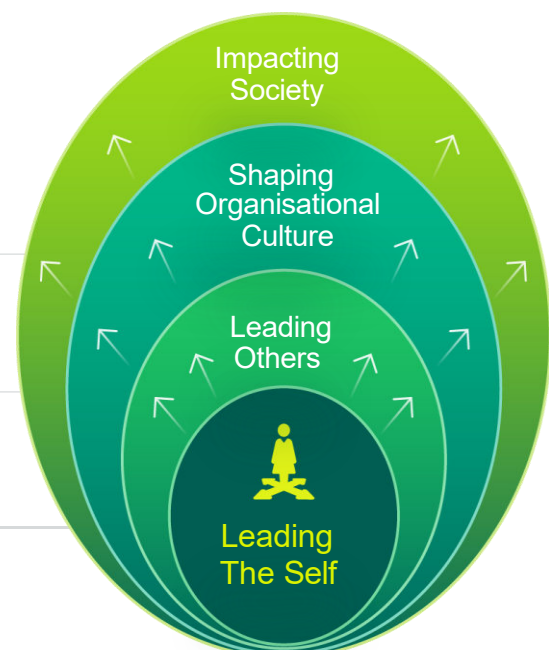 Impacting
Society
Shaping
Organisational
Culture
Leading
Others
Leading
The Self